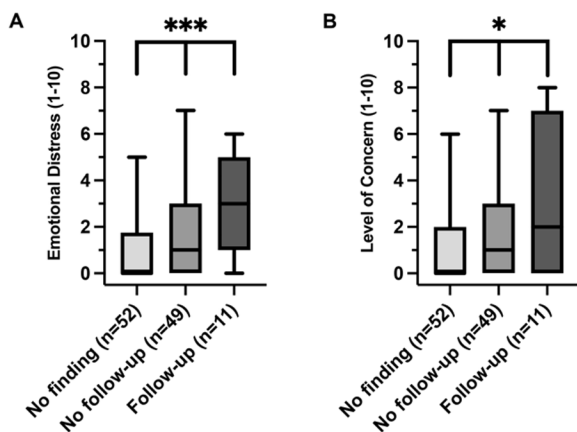 A
***
Emotional Distress (1-10)
10
8
6
4
2
0
No finding (n=52)
No follow-up (n=49)
Follow-up (n=11)
B
*
Level of Concern (1-10)
10
8
6
4
2
0
No finding (n=52)
No follow-up (n=49)
Follow-up (n=11)